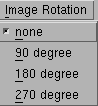 Image Rotation
none
90 degree
180 degree
270 degree